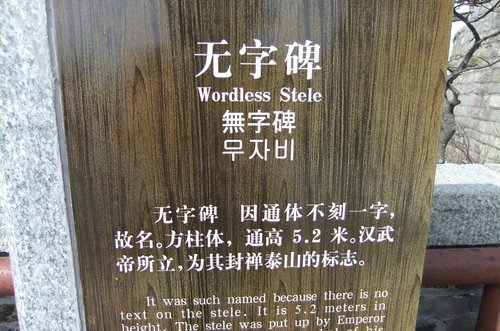 无字碑
Wordless Stele
無字碑
무자비
无字碑 因通体不刻一字，
故名。方柱体，通高 5.2 米。汉武
帝所立，为其封禅泰山的标志。
It was such named because there is no
text on the stele. It is 5.2 meters in
height. The stele was put up by Emperor
of his